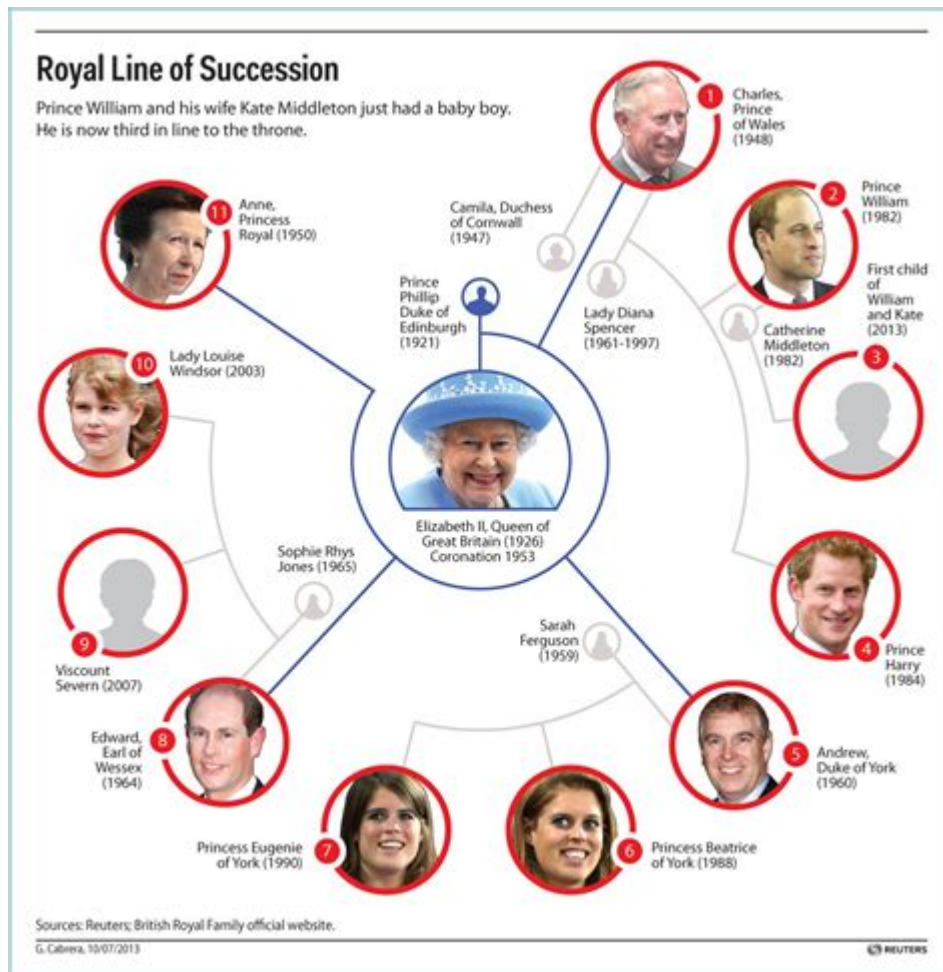 Royal Line of Succession
Prince William and his wife Kate Middleton just had a baby boy.
He is now third in line to the throne.
1
Charles,
Prince
of Wales
(1948)
2
Prince
William
(1982)
Camila, Duchess
of Cornwall
(1947)
Lady Diana
Spencer
(1961-1997)
Catherine
Middleton
(1982)
First child
of
William
and Kate
(2013)
3
4
Prince
Harry
(1984)
11
Anne,
Princess
Royal (1950)
Prince
Phillip
Duke of
Edinburgh
(1921)
10
Lady Louise
Windsor (2003)
Elizabeth II, Queen of
Great Britain (1926)
Coronation 1953
Sophie Rhys
Jones (1965)
9
Viscount
Severn (2007)
Sarah
Ferguson
(1959)
8
Edward,
Earl of
Wessex
(1964)
5
Andrew,
Duke of York
(1960)
Princess Eugenie
of York (1990)
7
6
Princess Beatrice
of York (1988)
Sources: Reuters; British Royal Family official website.
G. Cabrera, 10/07/2013
REUTERS